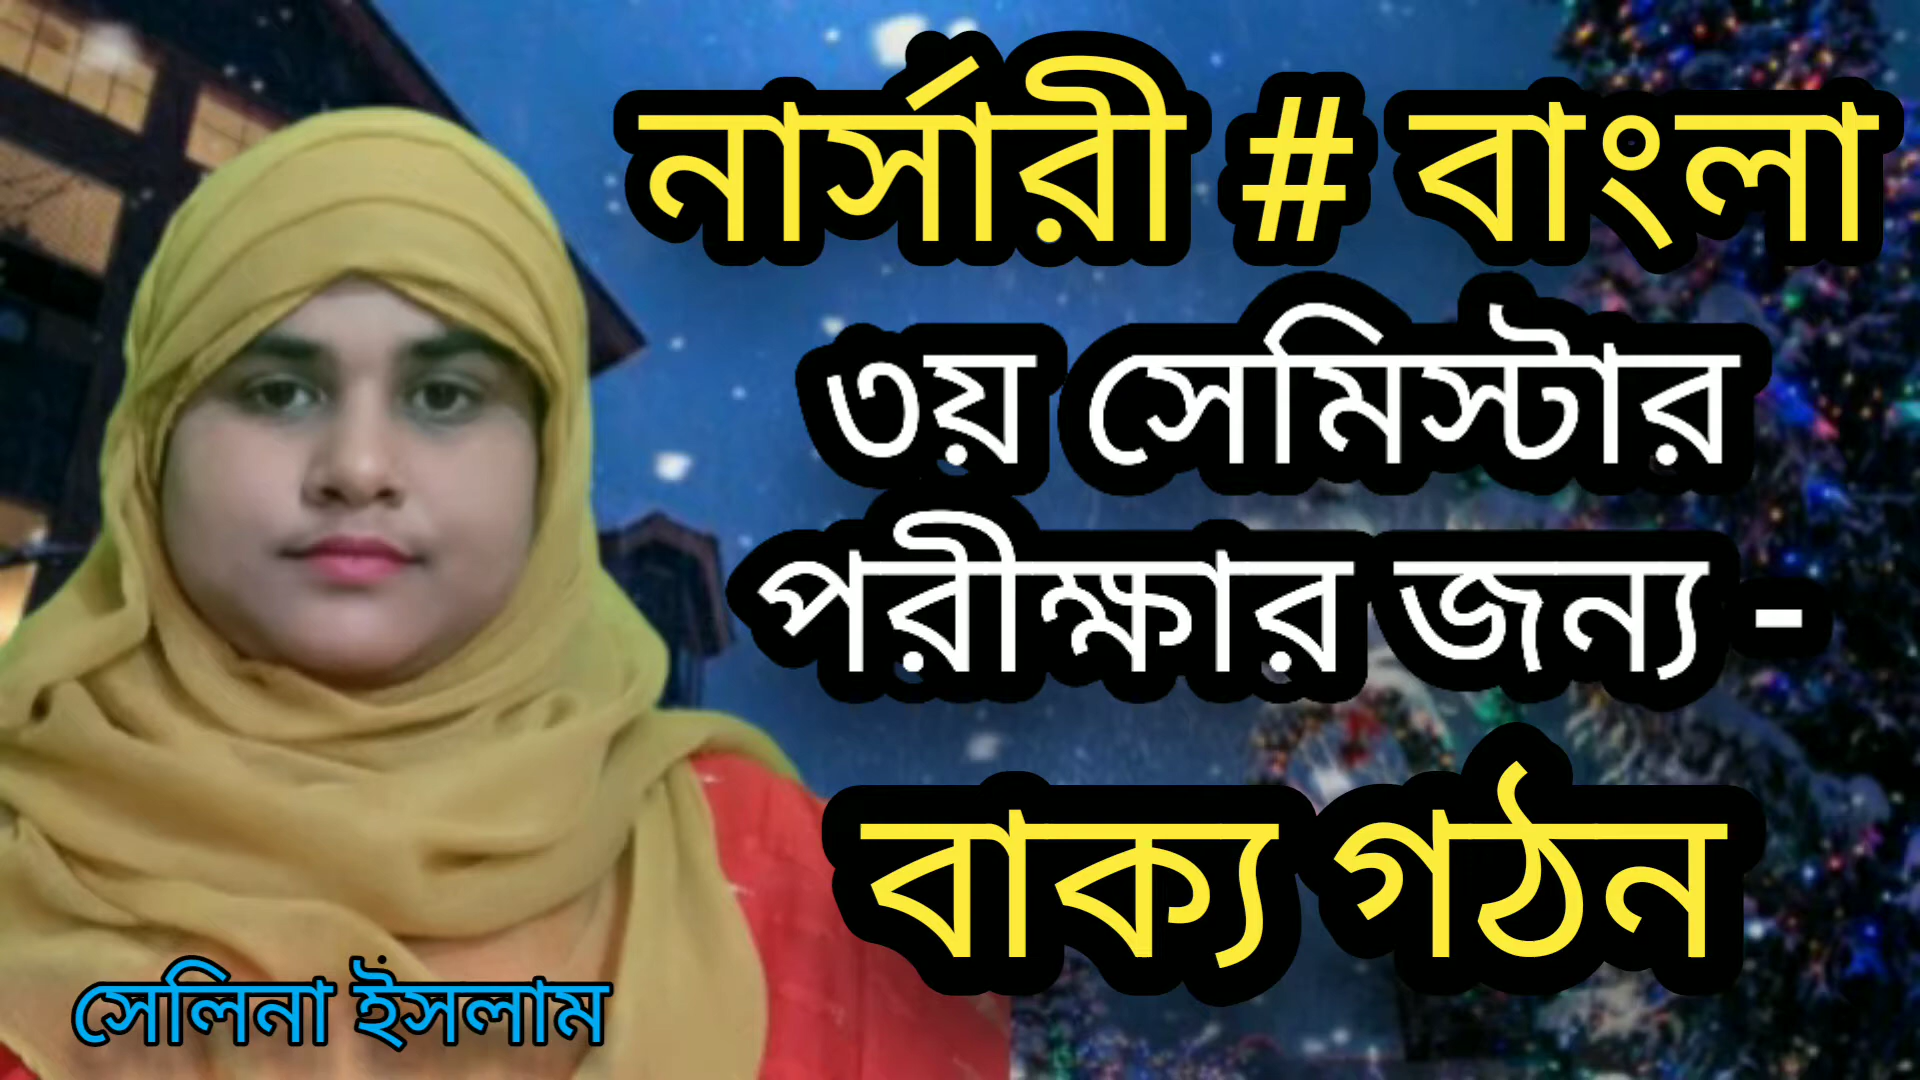 নার্সারী # বাংলা
৩য় সেমিস্টার
পরীক্ষার জন্য -
বাক্য গঠন
সেলিনা ইসলাম